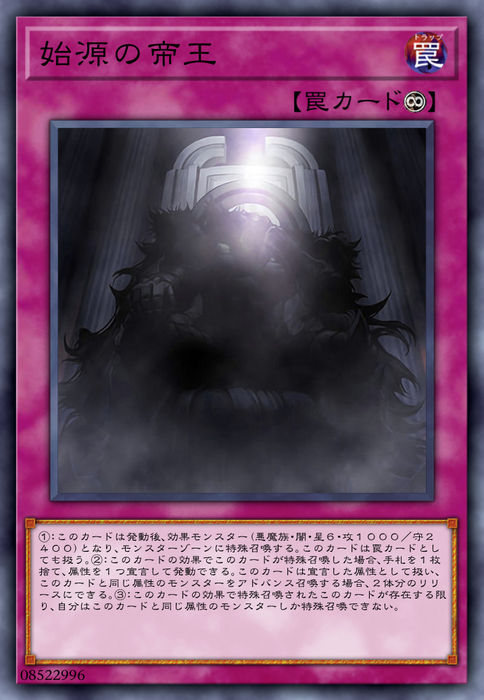 始源の帝王
トラップ
罠
【罠カード】
①:このカードは発動後、効果モンスター(悪魔族・闇・星6・攻1000/守2
400)となり、モンスターゾーンに特殊召喚する。このカードは罠カードとし
ても扱う。②:このカードの効果でこのカードが特殊召喚した場合、手札を1枚
捨て、属性を1つ宣言して発動できる。このカードは宣言した属性として扱い、
このカードと同じ属性のモンスターをアドバンス召喚する場合、2体分のリリ
ースにできる。③:このカードの効果で特殊召喚されたこのカードが存在する限
り、自分はこのカードと同じ属性のモンスターしか特殊召喚できない。
08522996